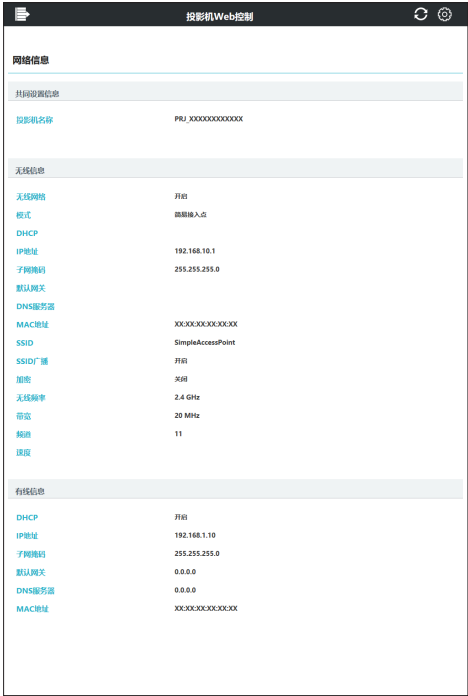 投影机Web控制
网络信息
共同设置信息
投影机名称 PRJ_XXXXXXXXXXXX
无线信息
无线网络 开启
模式 简易接入点
DHCP
IP地址 192.168.10.1
子网掩码 255.255.255.0
默认网关
DNS服务器
MAC地址 XX:XX:XX:XX:XX:XX
SSID SimpleAccessPoint
SSID广播 开启
加密 关闭
无线频率 2.4 GHz
带宽 20 MHz
频道 11
速度
有线信息
DHCP 开启
IP地址 192.168.1.10
子网掩码 255.255.255.0
默认网关 0.0.0.0
DNS服务器 0.0.0.0
MAC地址 XX:XX:XX:XX:XX:XX